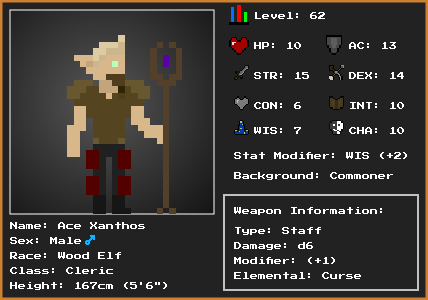 Level: 62
HP: 10 AC: 13
STR: 15 DEX: 14
CON: 6 INT: 10
WIS: 7 CHA: 10
Stat Modifier: WIS (+2)
Background: Commoner
Weapon Information:
Type: Staff
Damage: d6
Modifier: (+1)
Elemental: Curse
Name: Ace Xanthos
Sex: Male ♂
Race: Wood Elf
Class: Cleric
Height: 167cm (5'6")